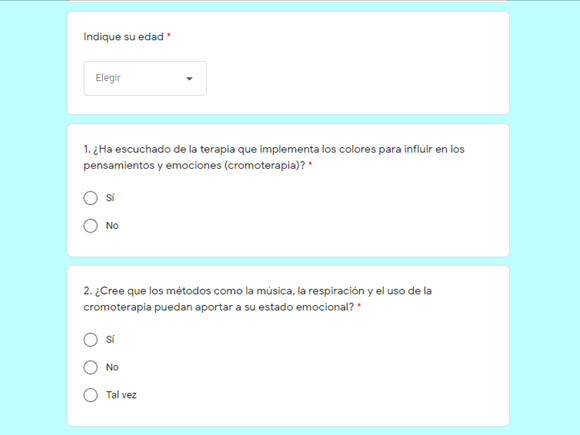 Indique su edad *
Elegir
1. ¿Ha escuchado de la terapia que implementa los colores para influir en los
pensamientos y emociones (cromoterapia)? *
Sí
No
2. ¿Cree que los métodos como la música, la respiración y el uso de la
cromoterapia puedan aportar a su estado emocional? *
Sí
No
Tal vez